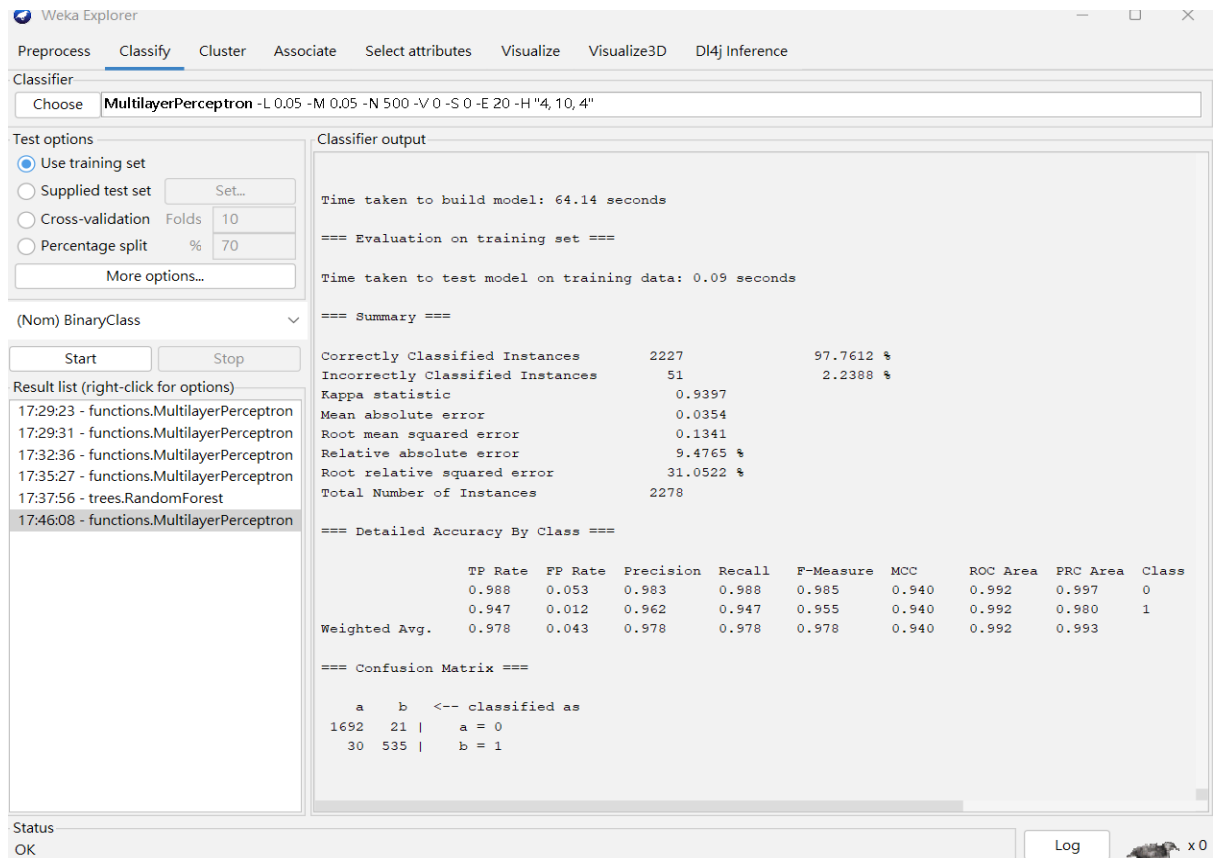 Weka Explorer
Preprocess Classify Cluster Associate Select attributes Visualize Visualize3D Dl4j Inference
Classifier
Choose MultilayerPerceptron -L 0.05 -M 0.05 -N 500 -V 0 -S 0 -E 20 -H "4, 10, 4"
Test options
Use training set
Supplied test set Set...
Cross-validation Folds 10
Percentage split % 70
More options...
(Nom) BinaryClass
Start Stop
Result list (right-click for options)
17:29:23 - functions.MultilayerPerceptron
17:29:31 - functions.MultilayerPerceptron
17:32:36 - functions.MultilayerPerceptron
17:35:27 - functions.MultilayerPerceptron
17:37:56 - trees.RandomForest
17:46:08 - functions.MultilayerPerceptron
Classifier output
Time taken to build model: 64.14 seconds
=== Evaluation on training set ===
Time taken to test model on training data: 0.09 seconds
=== Summary ===
Correctly Classified Instances 2227 97.7612 %
Incorrectly Classified Instances 51 2.2388 %
Kappa statistic 0.9397
Mean absolute error 0.0354
Root mean squared error 0.1341
Relative absolute error 9.4765 %
Root relative squared error 31.0522 %
Total Number of Instances 2278
=== Detailed Accuracy By Class ===
TP Rate FP Rate Precision Recall F-Measure MCC ROC Area PRC Area Class
0.988 0.053 0.983 0.988 0.985 0.940 0.992 0.997 0
0.947 0.012 0.962 0.947 0.955 0.940 0.992 0.980 1
Weighted Avg. 0.978 0.043 0.978 0.978 0.978 0.940 0.992 0.993
=== Confusion Matrix ===
a b <-- classified as
1692 21 | a = 0
30 535 | b = 1
Status
OK
Log x 0